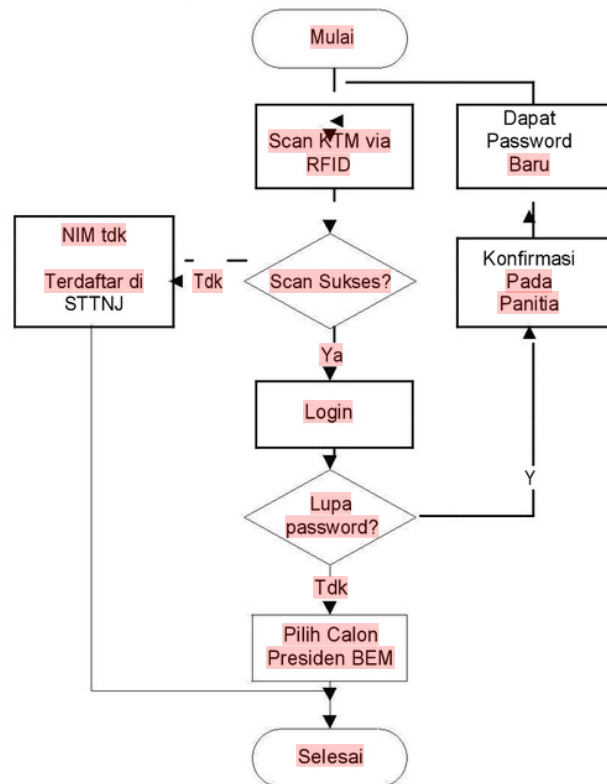 Mulai
Scan KTM via
RFID
Dapat
Password
Baru
NIM tdk
Terdaftar di
STTNJ
Tdk
Scan Sukses?
Konfirmasi
Pada
Panitia
Ya
Login
Lupa
password?
Y
Tdk
Pilih Calon
Presiden BEM
Selesai